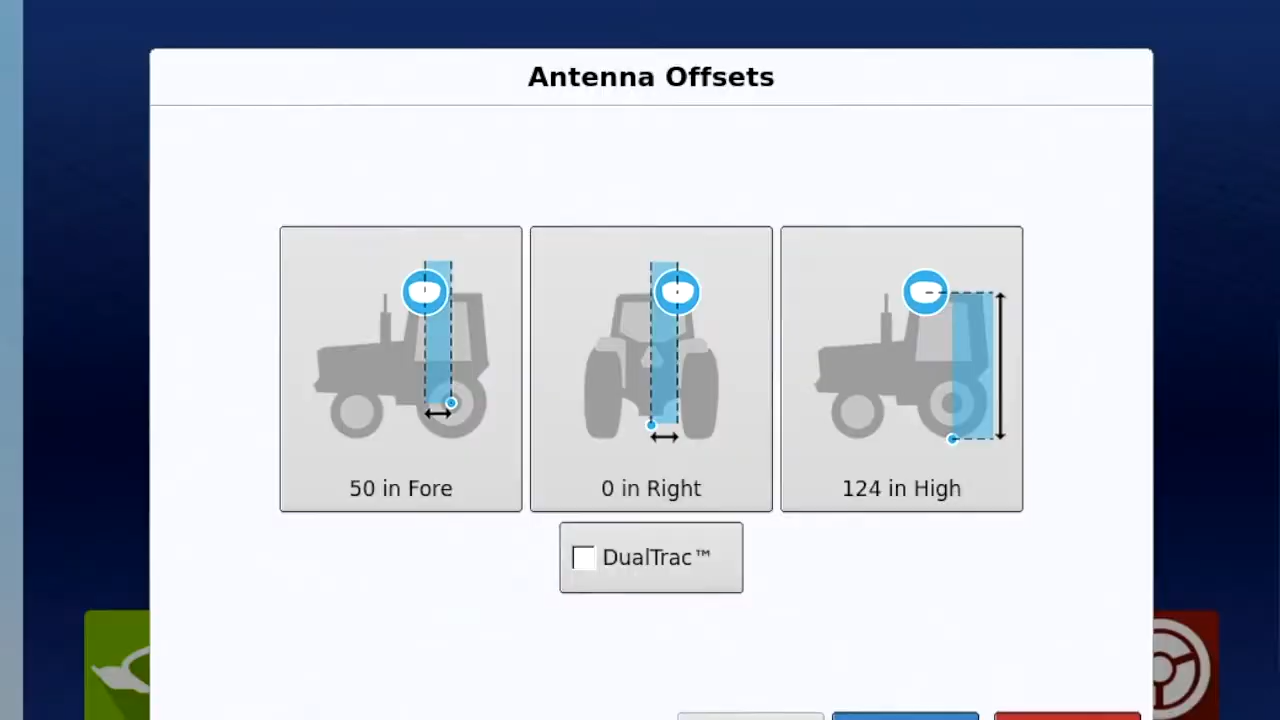 Antenna Offsets
50 in Fore
0 in Right
124 in High
DualTrac™